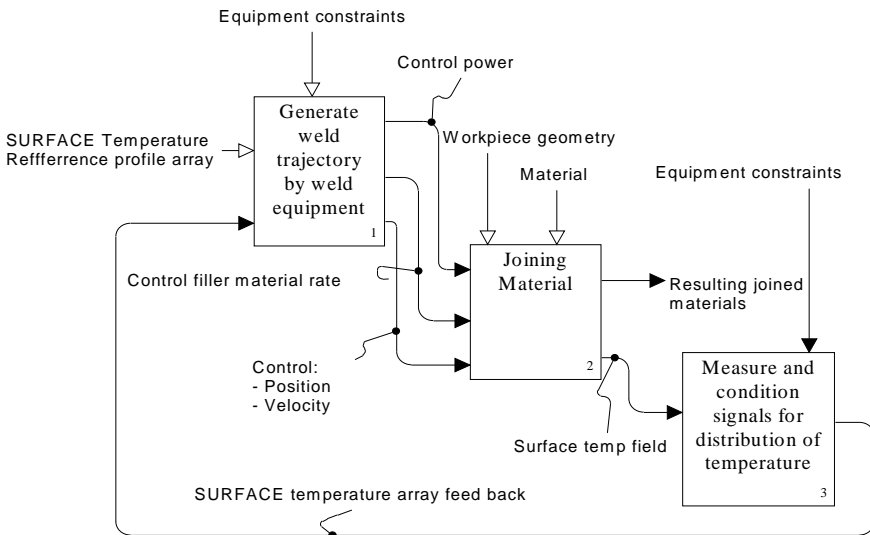 Equipment constraints
Control power
Generate
weld
trajectory
by weld
equipment
1
SURFACE Temperature
Reffferrence profile array
Workpiece geometry
Material
Equipment constraints
Control filler material rate
Joining
Material
2
Resulting joined
materials
Control:
- Position
- Velocity
Surface temp field
Measure and
condition
signals for
distribution of
temperature
3
SURFACE temperature array feed back